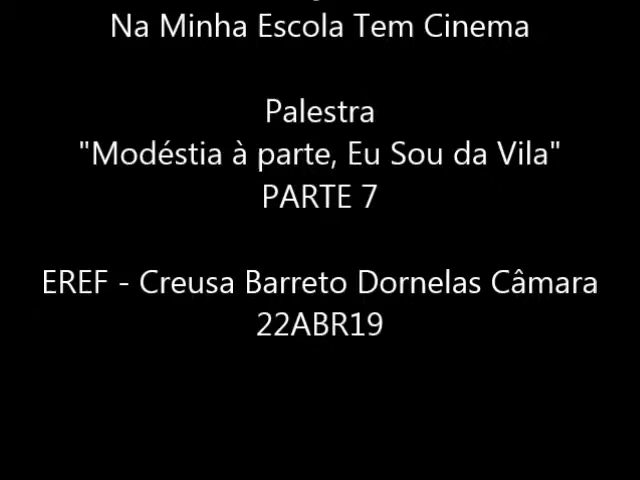 Na Minha Escola Tem Cinema
Palestra
"Modéstia à parte, Eu Sou da Vila"
PARTE 7
EREF - Creusa Barreto Dornelas Câmara
22ABR19